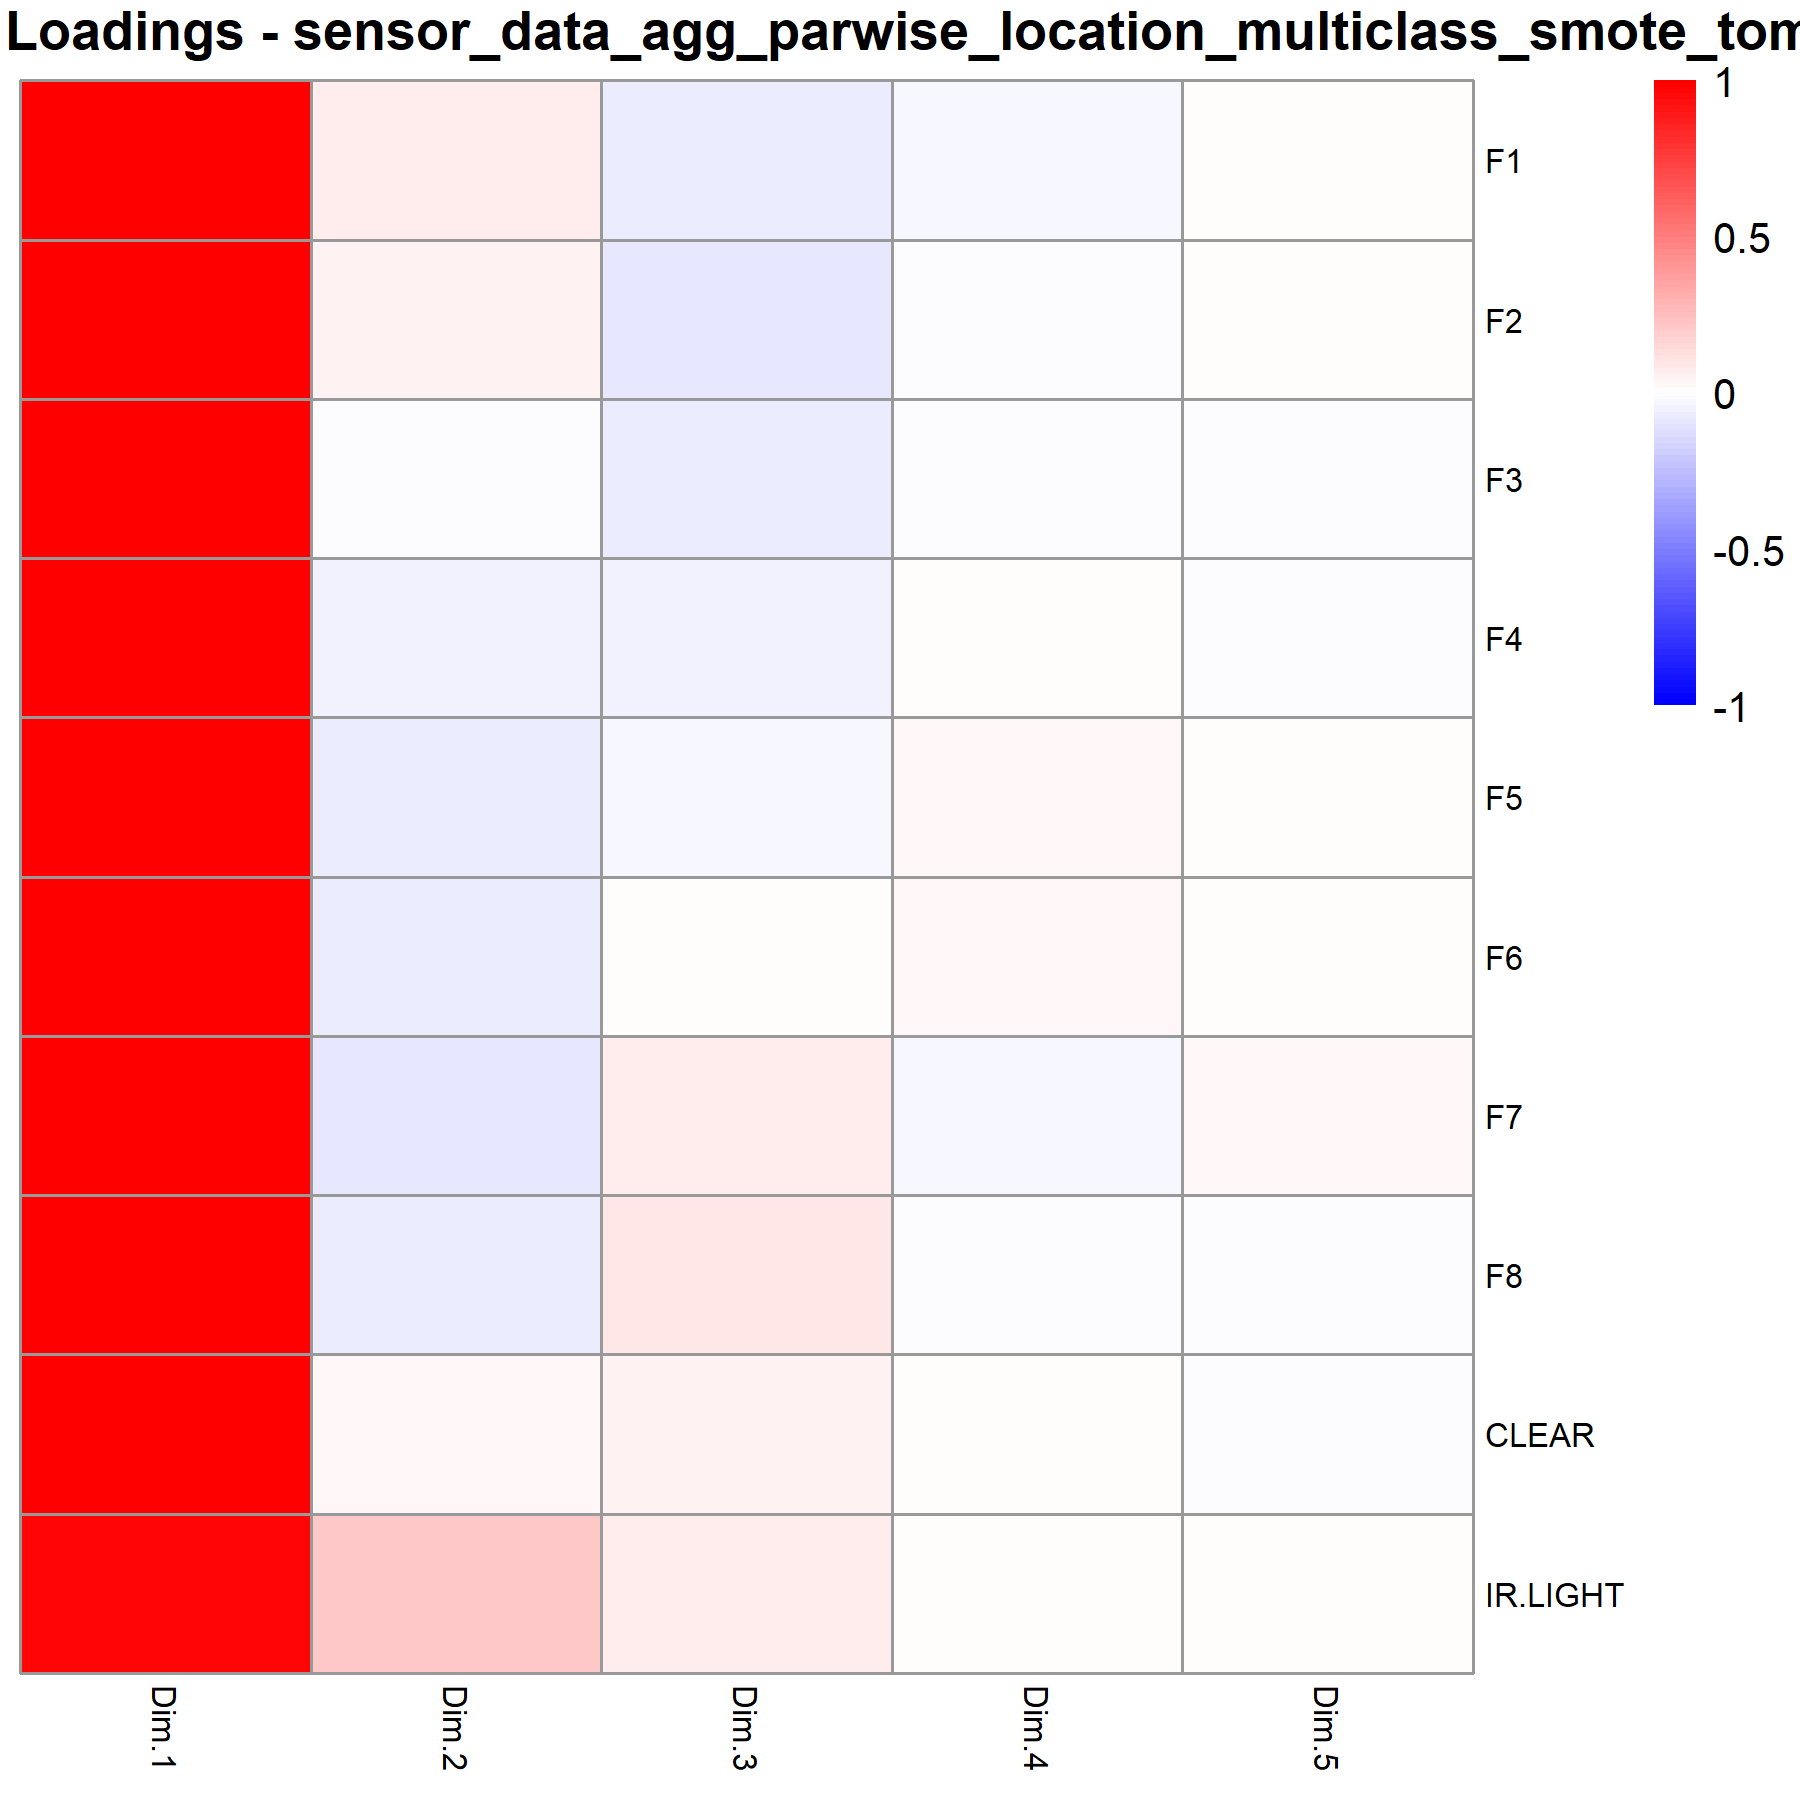 Loadings - sensor_data_agg_parwise_location_multiclass_smote_tom
1
0.5
0
-0.5
-1
F1
F2
F3
F4
F5
F6
F7
F8
CLEAR
IR.LIGHT
Dim.1
Dim.2
Dim.3
Dim.4
Dim.5